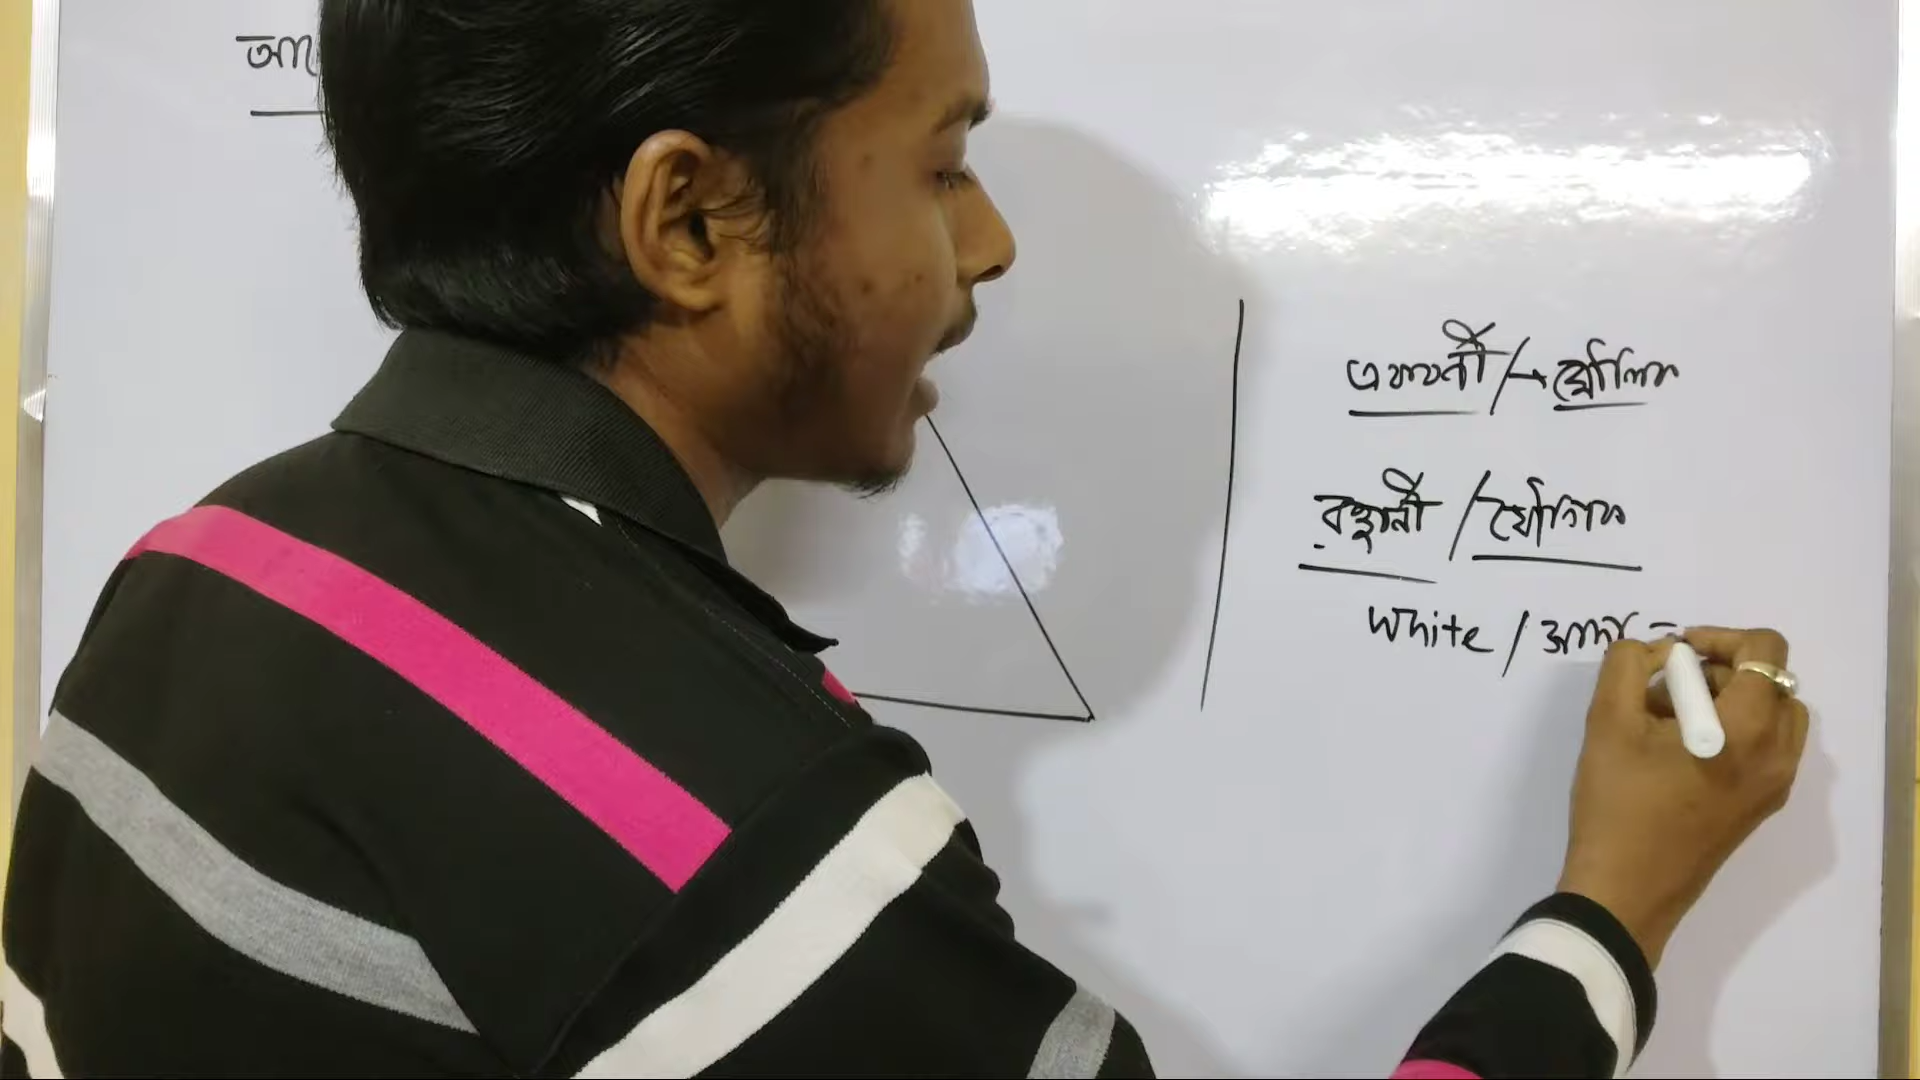 একবর্ণী / → মৌলিক
বহুবর্ণী / যৌগিক
White / সাদা